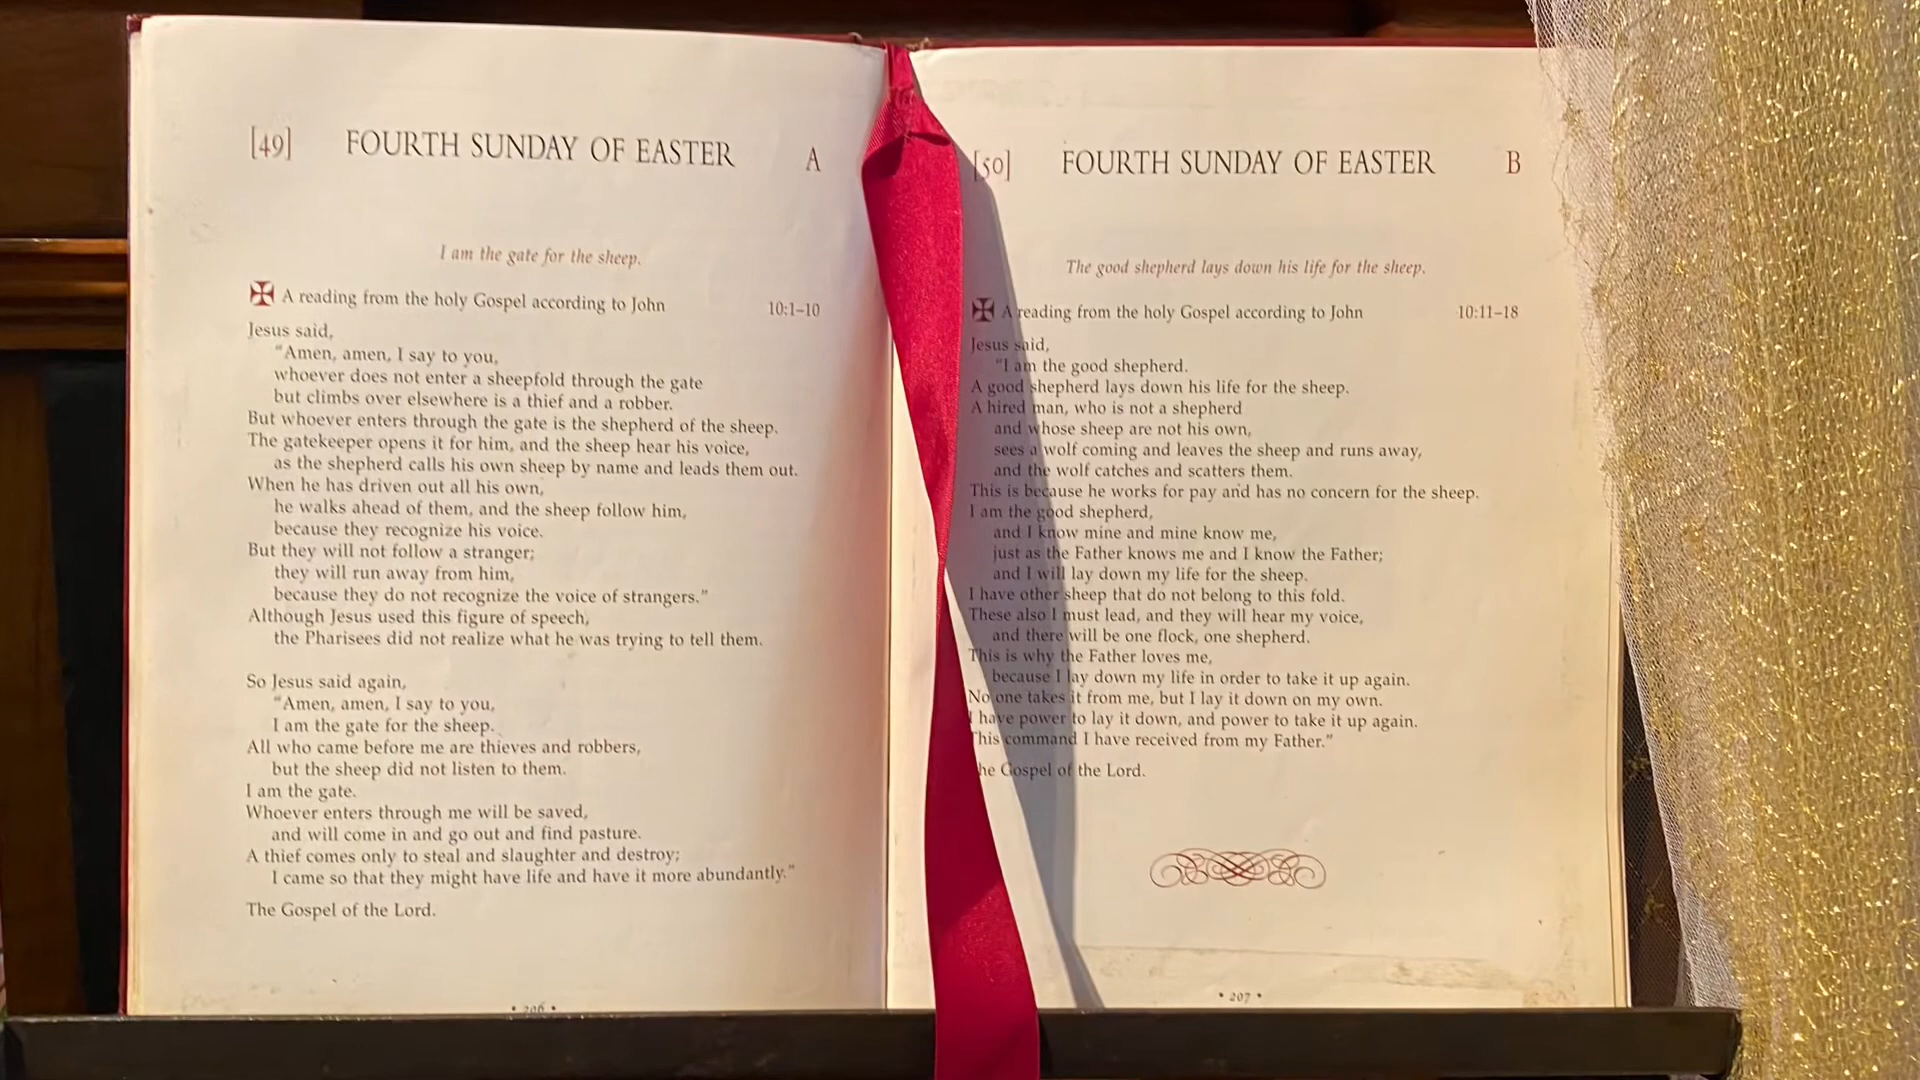 [49] FOURTH SUNDAY OF EASTER A
I am the gate for the sheep.
✠ A reading from the holy Gospel according to John 10:1–10
Jesus said,
“Amen, amen, I say to you,
whoever does not enter a sheepfold through the gate
but climbs over elsewhere is a thief and a robber.
But whoever enters through the gate is the shepherd of the sheep.
The gatekeeper opens it for him, and the sheep hear his voice,
as the shepherd calls his own sheep by name and leads them out.
When he has driven out all his own,
he walks ahead of them, and the sheep follow him,
because they recognize his voice.
But they will not follow a stranger;
they will run away from him,
because they do not recognize the voice of strangers.”
Although Jesus used this figure of speech,
the Pharisees did not realize what he was trying to tell them.
So Jesus said again,
“Amen, amen, I say to you,
I am the gate for the sheep.
All who came before me are thieves and robbers,
but the sheep did not listen to them.
I am the gate.
Whoever enters through me will be saved,
and will come in and go out and find pasture.
A thief comes only to steal and slaughter and destroy;
I came so that they might have life and have it more abundantly.”
The Gospel of the Lord.
• 206 •
[50] FOURTH SUNDAY OF EASTER B
The good shepherd lays down his life for the sheep.
✠ A reading from the holy Gospel according to John 10:11–18
Jesus said,
“I am the good shepherd.
A good shepherd lays down his life for the sheep.
A hired man, who is not a shepherd
and whose sheep are not his own,
sees a wolf coming and leaves the sheep and runs away,
and the wolf catches and scatters them.
This is because he works for pay and has no concern for the sheep.
I am the good shepherd,
and I know mine and mine know me,
just as the Father knows me and I know the Father;
and I will lay down my life for the sheep.
I have other sheep that do not belong to this fold.
These also I must lead, and they will hear my voice,
and there will be one flock, one shepherd.
This is why the Father loves me,
because I lay down my life in order to take it up again.
No one takes it from me, but I lay it down on my own.
I have power to lay it down, and power to take it up again.
This command I have received from my Father.”
The Gospel of the Lord.
• 207 •